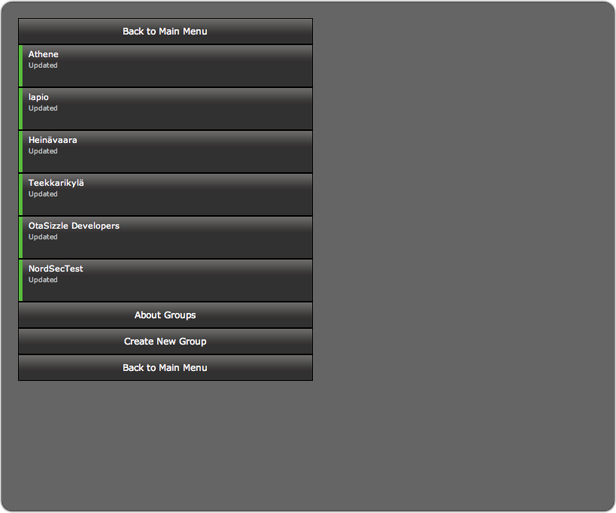 Back to Main Menu
Athene
Updated
lapio
Updated
Heinävaara
Updated
Teekkarikylä
Updated
OtaSizzle Developers
Updated
NordSecTest
Updated
About Groups
Create New Group
Back to Main Menu